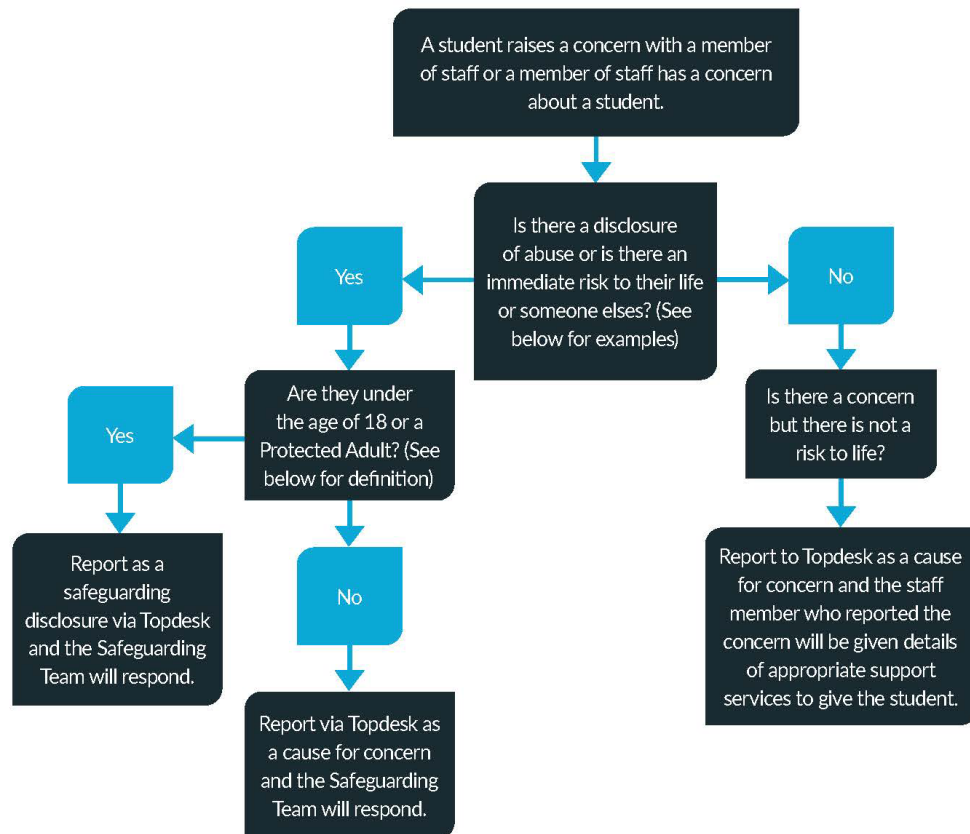 A student raises a concern with a member
of staff or a member of staff has a concern
about a student.
Is there a disclosure
of abuse or is there an
immediate risk to their life
or someone elses? (See
below for examples)
Yes
No
Are they under
the age of 18 or a
Protected Adult? (See
below for definition)
Yes
Is there a concern
but there is not a
risk to life?
Report as a
safeguarding
disclosure via Topdesk
and the Safeguarding
Team will respond.
No
Report to Topdesk as a cause
for concern and the staff
member who reported the
concern will be given details
of appropriate support
services to give the student.
Report via Topdesk as
a cause for concern
and the Safeguarding
Team will respond.